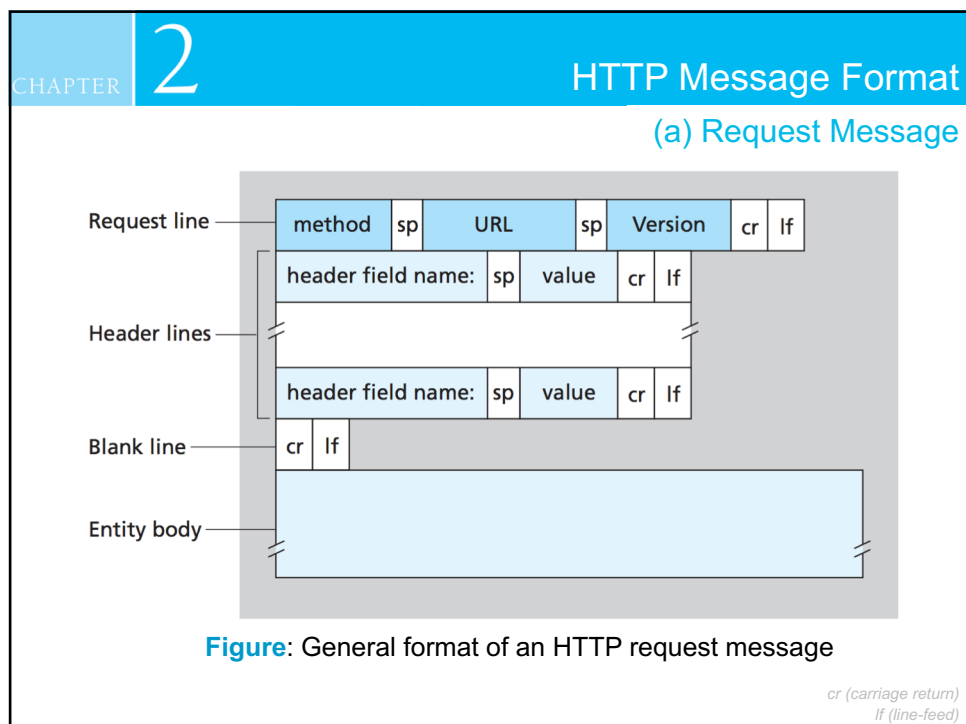 CHAPTER 2
HTTP Message Format
(a) Request Message
Request line method sp URL sp Version cr lf
header field name: sp value cr lf
Header lines
header field name: sp value cr lf
Blank line cr lf
Entity body
Figure: General format of an HTTP request message
cr (carriage return)
lf (line-feed)